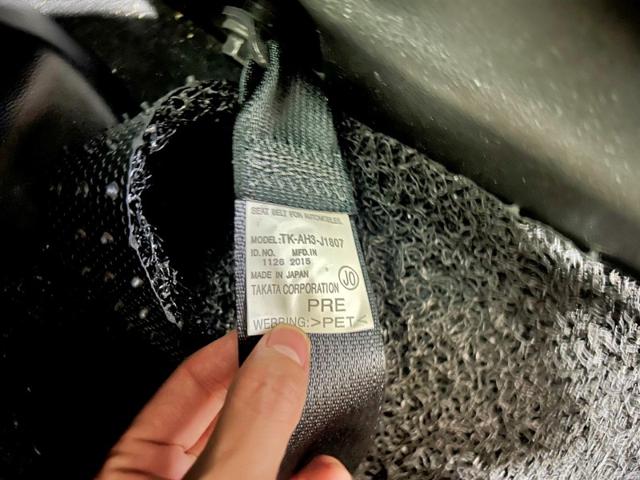 SEAT BELT FOR AUTOMOBILES.
MODEL:TK-AH3-J1807
ID.NO. MFD.IN
1126 2015
MADE IN JAPAN
TAKATA CORPORATION JO
PRE
WEBBING:>PET<